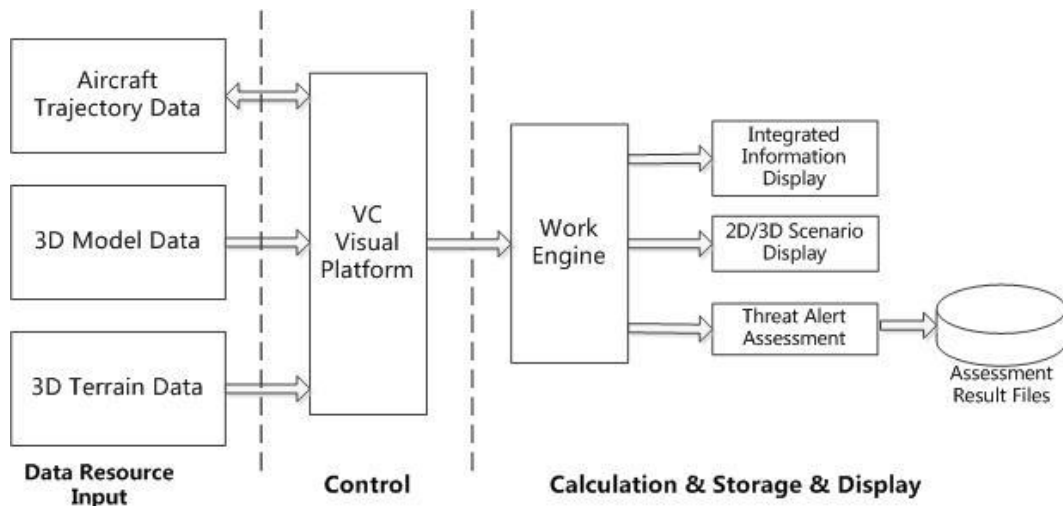 Aircraft
Trajectory Data
3D Model Data
3D Terrain Data
Data Resource
Input
VC
Visual
Platform
Control
Work
Engine
Integrated
Information
Display
2D/3D Scenario
Display
Threat Alert
Assessment
Assessment
Result Files
Calculation & Storage & Display